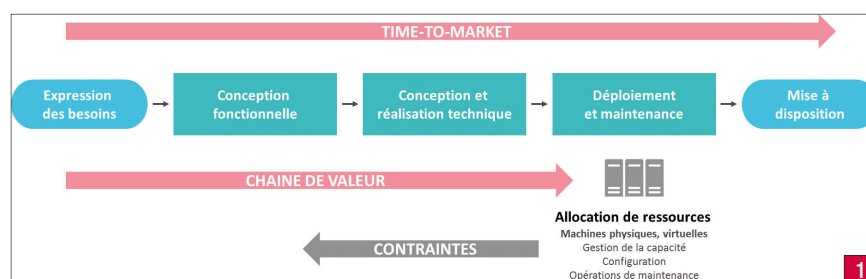 TIME-TO-MARKET
Expression
des besoins
Conception
fonctionnelle
Conception et
réalisation technique
Déploiement
et maintenance
Mise à
disposition
CHAINE DE VALEUR
Allocation de ressources
Machines physiques, virtuelles
Gestion de la capacité
Configuration
Opérations de maintenance
CONTRAINTES
1